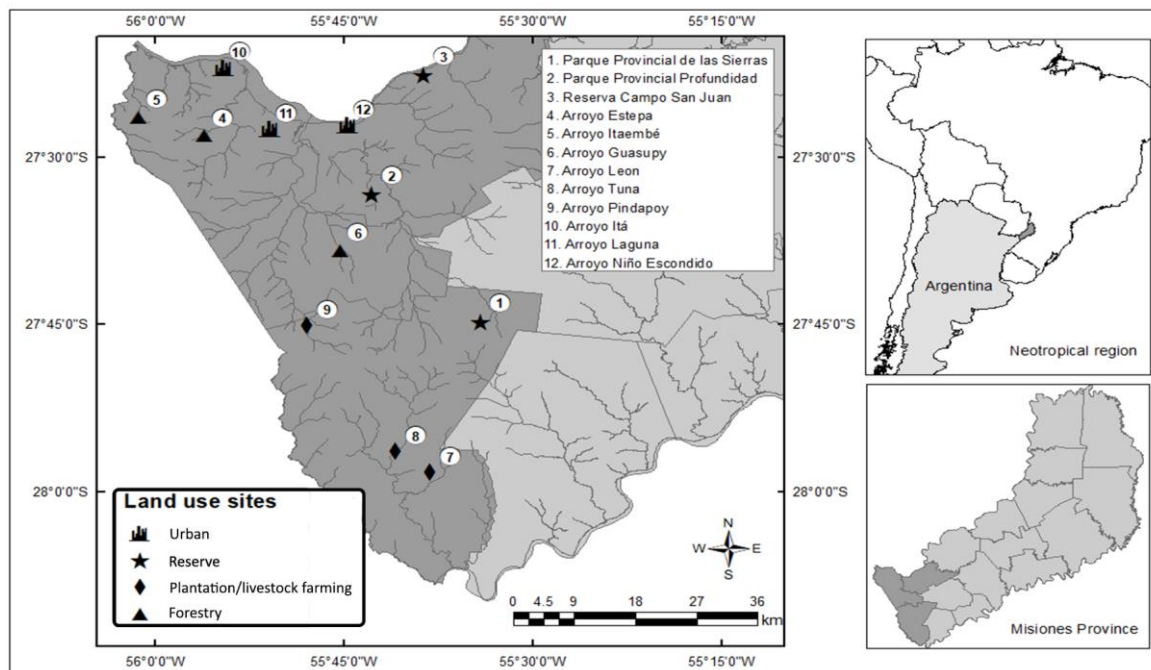 56°0'0"W 55°45'0"W 55°30'0"W 55°15'0"W
10
3
5
4
11
12
27°30'0"S
2
6
9
1
27°45'0"S
8
7
28°0'0"S
1. Parque Provincial de las Sierras
2. Parque Provincial Profundidad
3. Reserva Campo San Juan
4. Arroyo Estepa
5. Arroyo Itaembé
6. Arroyo Guasupy
7. Arroyo Leon
8. Arroyo Tuna
9. Arroyo Pindapoy
10. Arroyo Itá
11. Arroyo Laguna
12. Arroyo Niño Escondido
27°30'0"S
27°45'0"S
28°0'0"S
Land use sites
Urban
Reserve
Plantation/livestock farming
Forestry
N
W E
S
0 4.5 9 18 27 36
km
56°0'0"W 55°45'0"W 55°30'0"W 55°15'0"W
Argentina
Neotropical region
Misiones Province